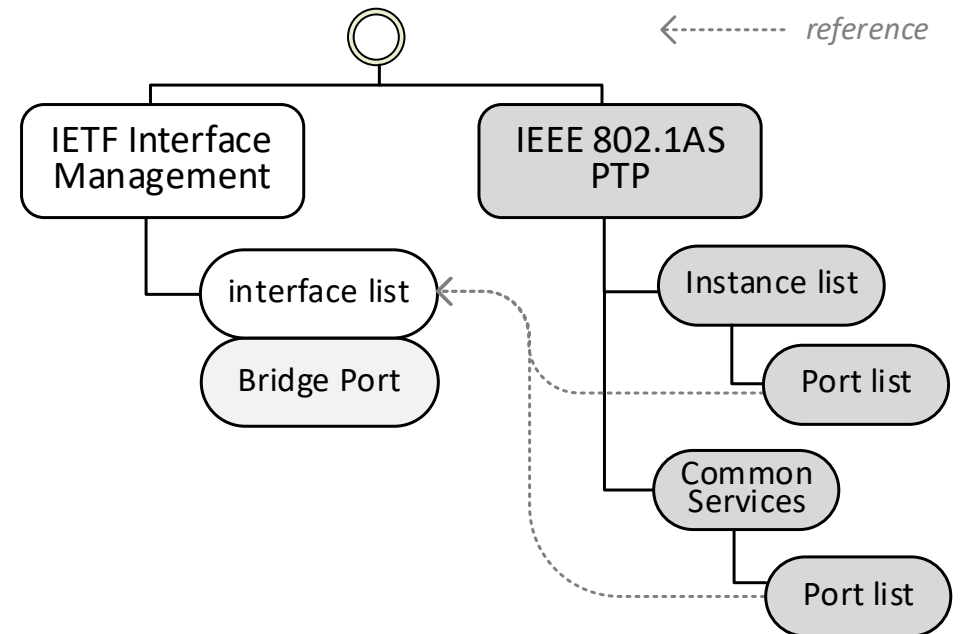 reference
IETF Interface
Management
IEEE 802.1AS
PTP
interface list
Bridge Port
Instance list
Port list
Common
Services
Port list